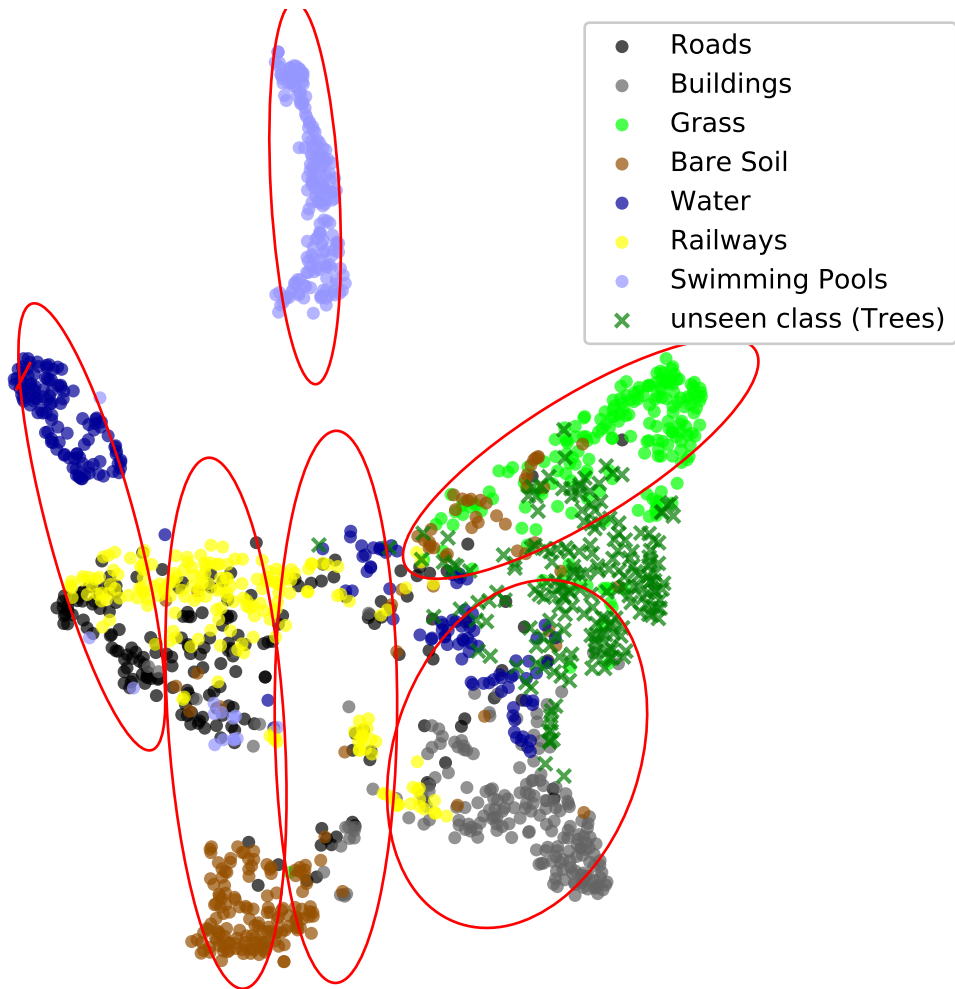 Roads
Buildings
Grass
Bare Soil
Water
Railways
Swimming Pools
unseen class (Trees)